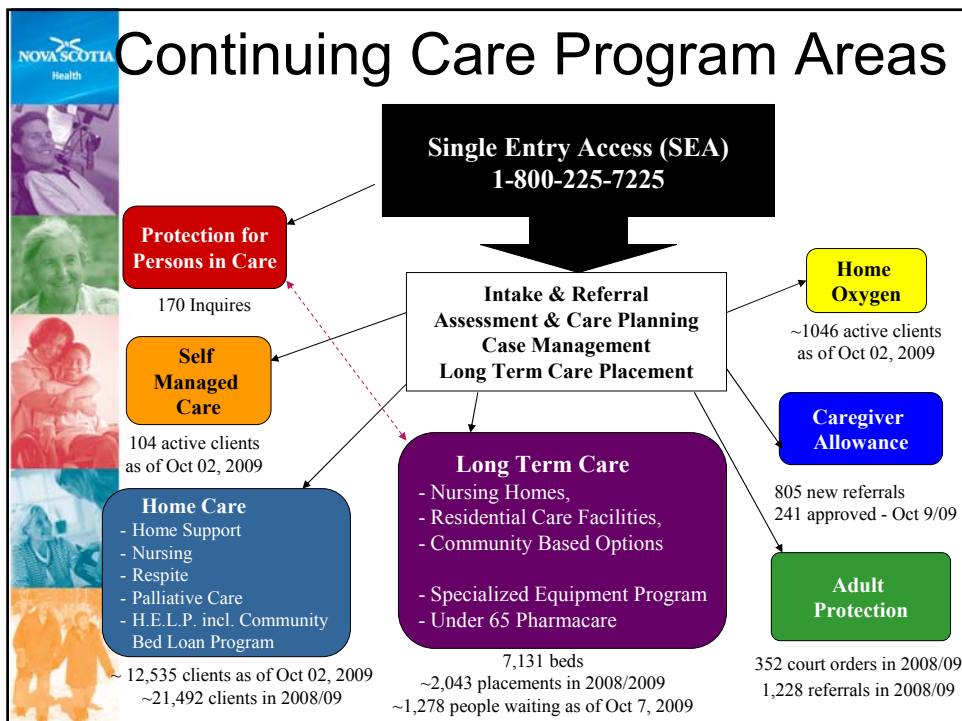 NOVA SCOTIA
Health
Continuing Care Program Areas
Single Entry Access (SEA)
1-800-225-7225
Protection for
Persons in Care
170 Inquires
Intake & Referral
Assessment & Care Planning
Case Management
Long Term Care Placement
Home
Oxygen
~1046 active clients
as of Oct 02, 2009
Self
Managed
Care
104 active clients
as of Oct 02, 2009
Caregiver
Allowance
805 new referrals
241 approved - Oct 9/09
Home Care
- Home Support
- Nursing
- Respite
- Palliative Care
- H.E.L.P. incl. Community
Bed Loan Program
~ 12,535 clients as of Oct 02, 2009
~21,492 clients in 2008/09
Long Term Care
- Nursing Homes,
- Residential Care Facilities,
- Community Based Options
- Specialized Equipment Program
- Under 65 Pharmacare
7,131 beds
~2,043 placements in 2008/2009
~1,278 people waiting as of Oct 7, 2009
Adult
Protection
352 court orders in 2008/09
1,228 referrals in 2008/09